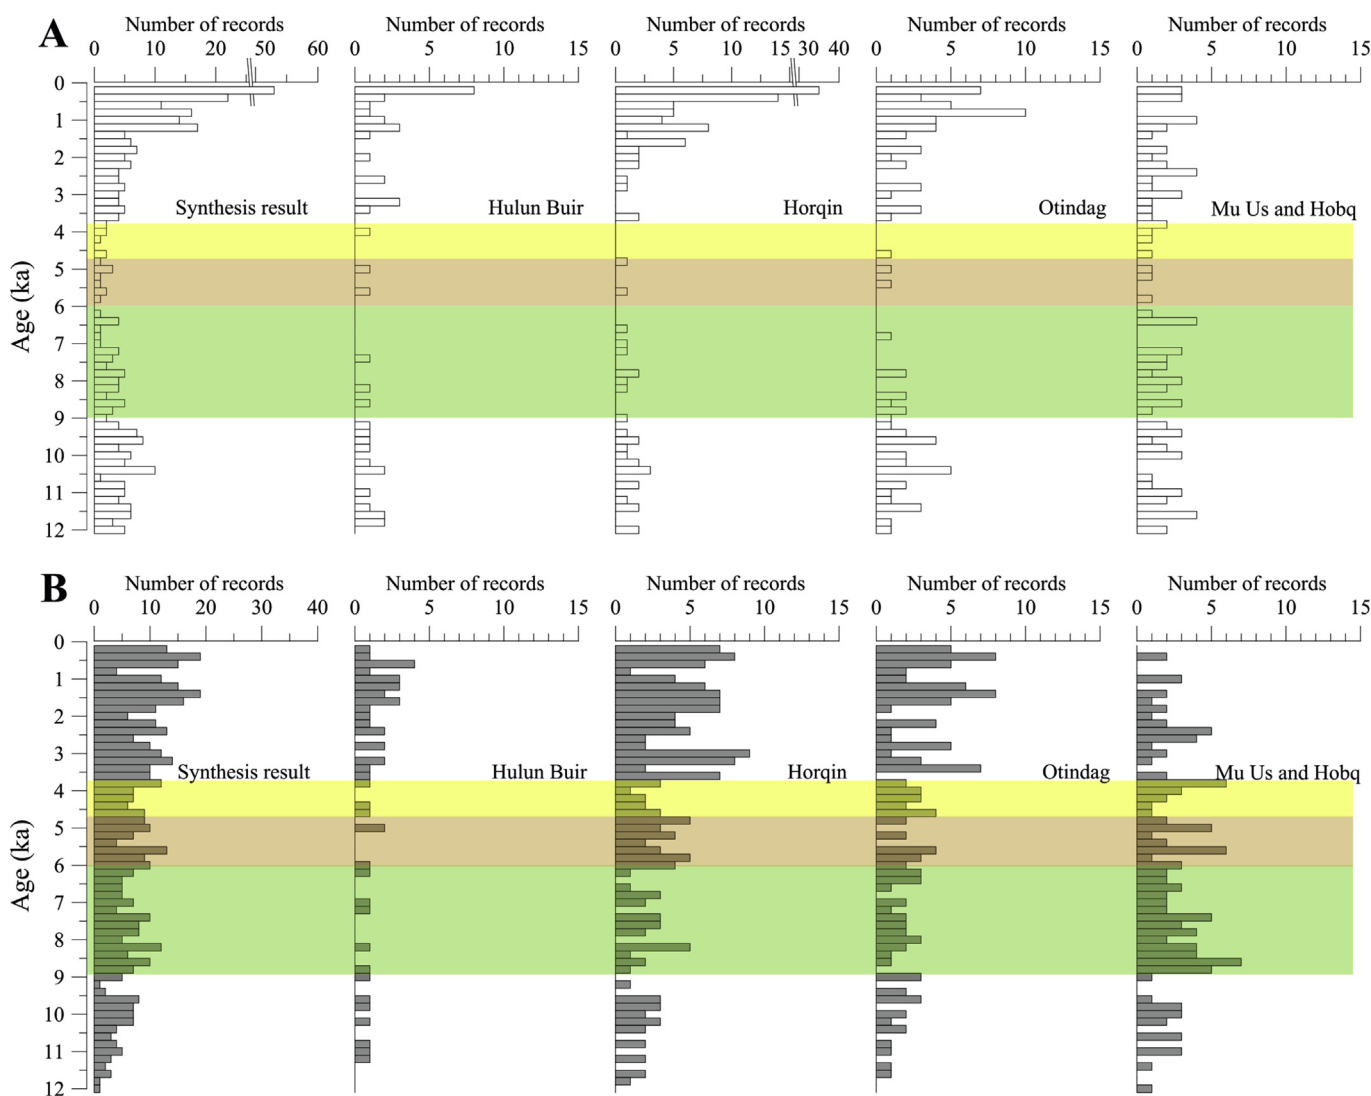 A
Number of records Number of records Number of records Number of records Number of records
0 10 20 50 60 0 5 10 15 0 5 10 15 30 40 0 5 10 15 0 5 10 15
0
1
2
3
Synthesis result Hulun Buir Horqin Otindag Mu Us and Hobq
4
5
6
7
8
9
10
11
12
Age (ka)
B
Number of records Number of records Number of records Number of records Number of records
0 10 20 30 40 0 5 10 15 0 5 10 15 0 5 10 15 0 5 10 15
0
1
2
3
Synthesis result Hulun Buir Horqin Otindag Mu Us and Hobq
4
5
6
7
8
9
10
11
12
Age (ka)